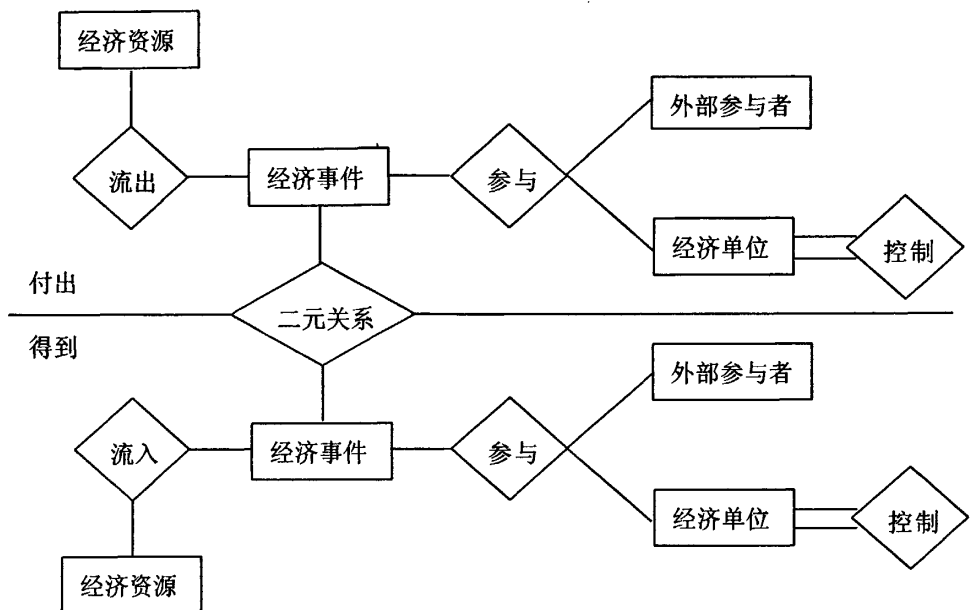 经济资源
外部参与者
流出
经济事件
参与
经济单位
控制
付出
二元关系
得到
外部参与者
流入
经济事件
参与
经济单位
控制
经济资源